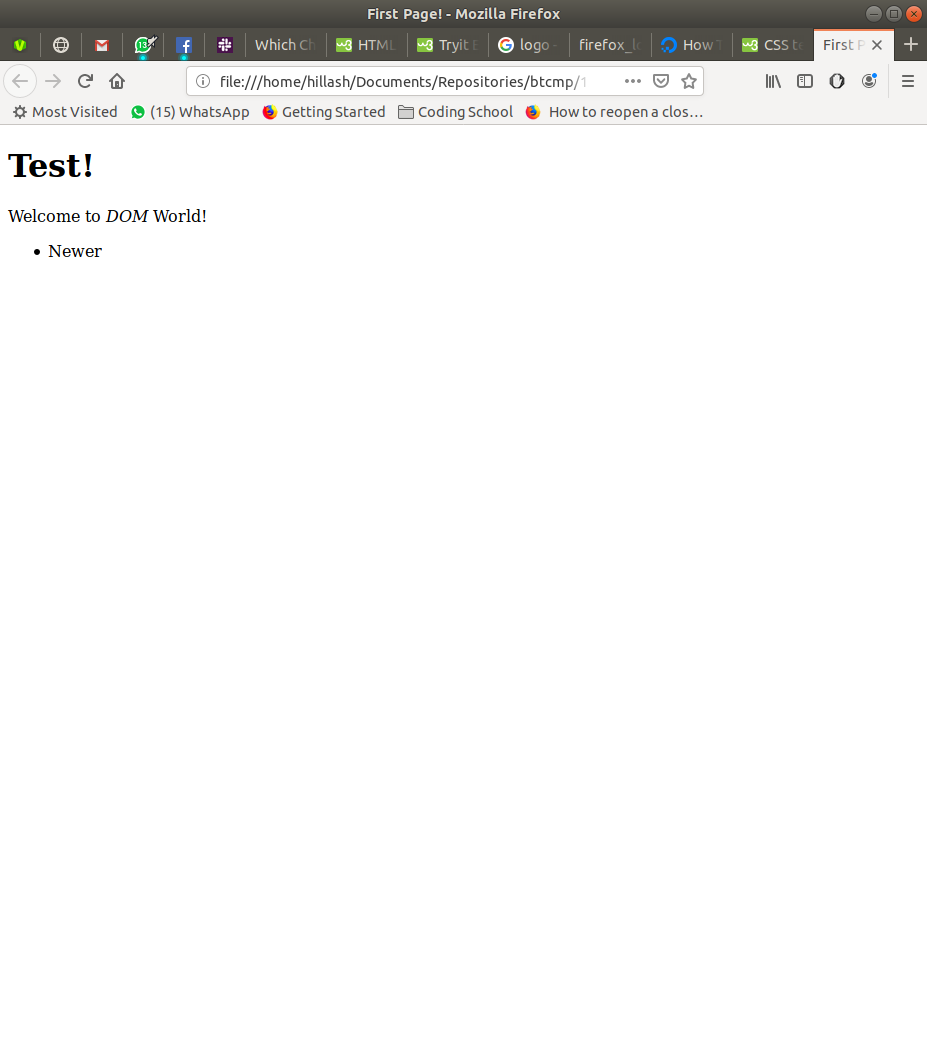 First Page! - Mozilla Firefox
Which Ch HTML Tryit E logo - firefox_lo How T CSS te First P
file:///home/hillash/Documents/Repositories/btcmp/1
Most Visited (15) WhatsApp Getting Started Coding School How to reopen a clos…
Test!
Welcome to DOM World!
• Newer